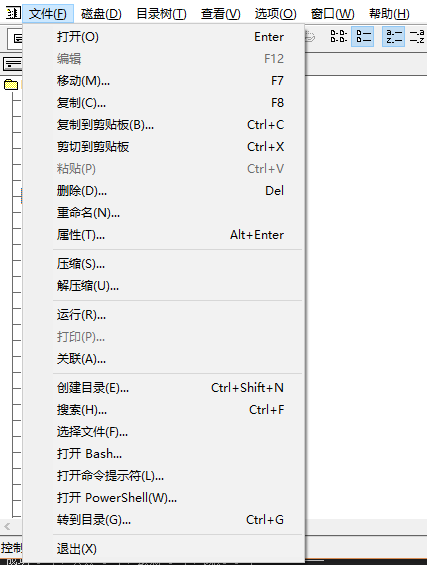 文件(F) 磁盘(D) 目录树(T) 查看(V) 选项(O) 窗口(W) 帮助(H)
打开(O) Enter
编辑 F12
移动(M)... F7
复制(C)... F8
复制到剪贴板(B)... Ctrl+C
剪切到剪贴板 Ctrl+X
粘贴(P) Ctrl+V
删除(D)... Del
重命名(N)...
属性(T)... Alt+Enter
压缩(S)...
解压缩(U)...
运行(R)...
打印(P)...
关联(A)...
创建目录(E)... Ctrl+Shift+N
搜索(H)... Ctrl+F
选择文件(F)...
打开 Bash...
打开命令提示符(L)...
打开 PowerShell(W)...
转到目录(G)... Ctrl+G
控制
退出(X)